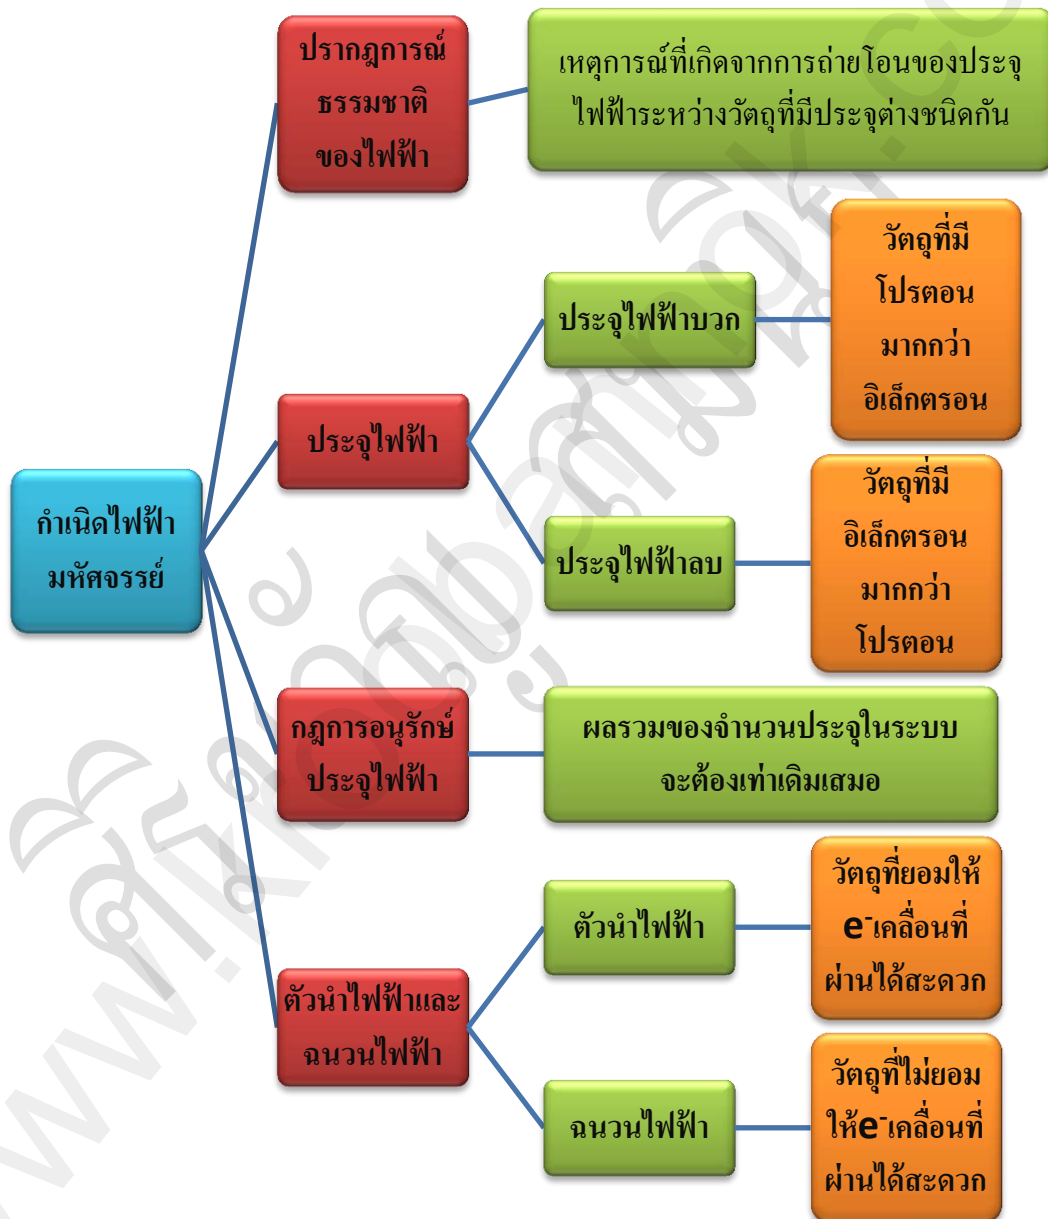 ปรากฎการณ์
ธรรมชาติ
ของไฟฟ้า
เหตุการณ์ที่เกิดจากการถ่ายโอนของประจุ
ไฟฟ้าระหว่างวัตถุที่มีประจุต่างชนิดกัน
วัตถุที่มี
โปรตอน
มากกว่า
อิเล็กตรอน
ประจุไฟฟ้าบวก
ประจุไฟฟ้า
วัตถุที่มี
อิเล็กตรอน
มากกว่า
โปรตอน
ประจุไฟฟ้าลบ
กำเนิดไฟฟ้า
มหัศจรรย์
กฎการอนุรักษ์
ประจุไฟฟ้า
ผลรวมของจำนวนประจุในระบบ
จะต้องเท่าเดิมเสมอ
วัตถุที่ยอมให้
e⁻เคลื่อนที่
ผ่านได้สะดวก
ตัวนำไฟฟ้า
ตัวนำไฟฟ้าและ
ฉนวนไฟฟ้า
วัตถุที่ไม่ยอม
ให้e⁻เคลื่อนที่
ผ่านได้สะดวก
ฉนวนไฟฟ้า